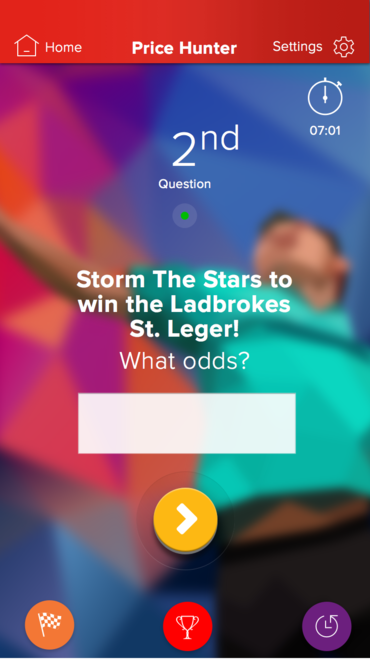 Home
Price Hunter
Settings
07:01
2nd
Question
Storm The Stars to
win the Ladbrokes
St. Leger!
What odds?